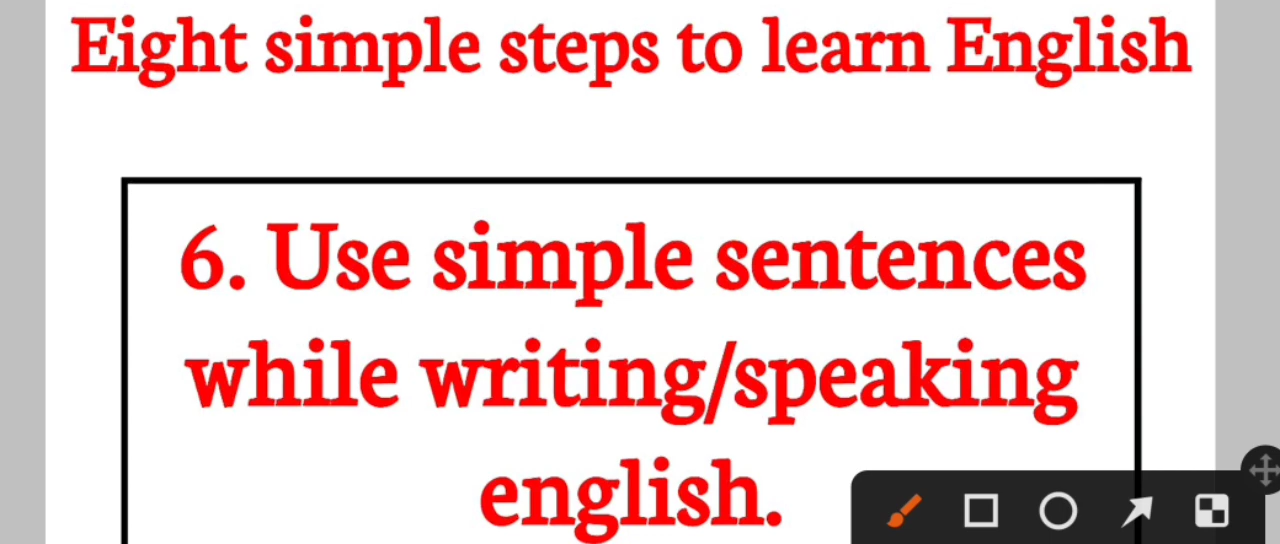 Eight simple steps to learn English
6. Use simple sentences
while writing/speaking
english.